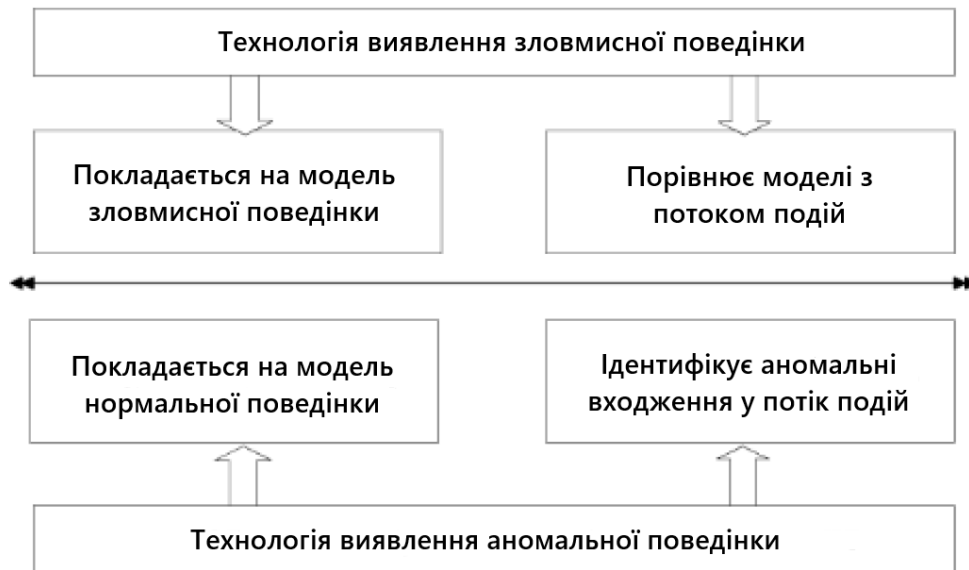 Технологія виявлення зловмисної поведінки
Покладається на модель
зловмисної поведінки
Порівнює моделі з
потоком подій
Покладається на модель
нормальної поведінки
Ідентифікує аномальні
входження у потік подій
Технологія виявлення аномальної поведінки